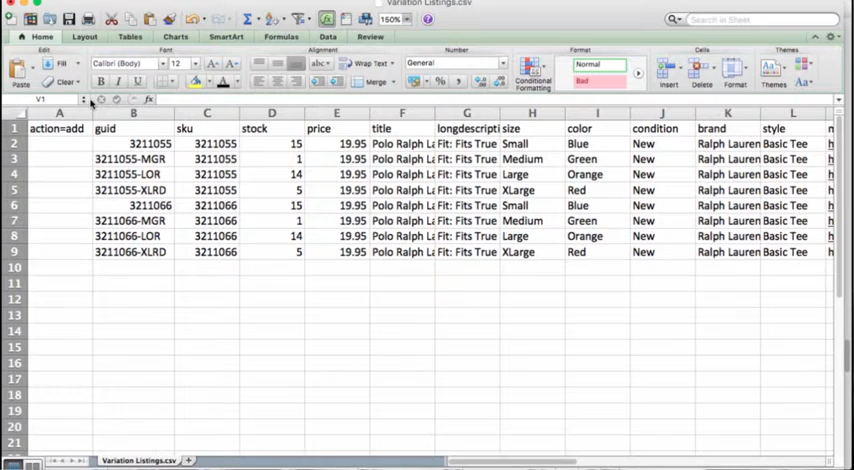 Variation Listings.csv
150%
Search in Sheet
Home Layout Tables Charts SmartArt Formulas Data Review
Edit Font Alignment Number Format Cells Themes
Fill Calibri (Body) 12 A A abc Wrap Text General Normal
Paste Clear B I U A Merge % Bad Conditional Formatting Insert Delete Format Themes Aa
V1 fx
A B C D E F G H I J K L
1 action=add guid sku stock price title longdescripti size color condition brand style
2 3211055 3211055 15 19.95 Polo Ralph La Fit: Fits True Small Blue New Ralph Lauren Basic Tee h
3 3211055-MGR 3211055 1 19.95 Polo Ralph La Fit: Fits True Medium Green New Ralph Lauren Basic Tee h
4 3211055-LOR 3211055 14 19.95 Polo Ralph La Fit: Fits True Large Orange New Ralph Lauren Basic Tee h
5 3211055-XLRD 3211055 5 19.95 Polo Ralph La Fit: Fits True XLarge Red New Ralph Lauren Basic Tee h
6 3211066 3211066 15 19.95 Polo Ralph La Fit: Fits True Small Blue New Ralph Lauren Basic Tee h
7 3211066-MGR 3211066 1 19.95 Polo Ralph La Fit: Fits True Medium Green New Ralph Lauren Basic Tee h
8 3211066-LOR 3211066 14 19.95 Polo Ralph La Fit: Fits True Large Orange New Ralph Lauren Basic Tee h
9 3211066-XLRD 3211066 5 19.95 Polo Ralph La Fit: Fits True XLarge Red New Ralph Lauren Basic Tee h
10
11
12
13
14
15
16
17
18
19
20
21
Variation Listings.csv